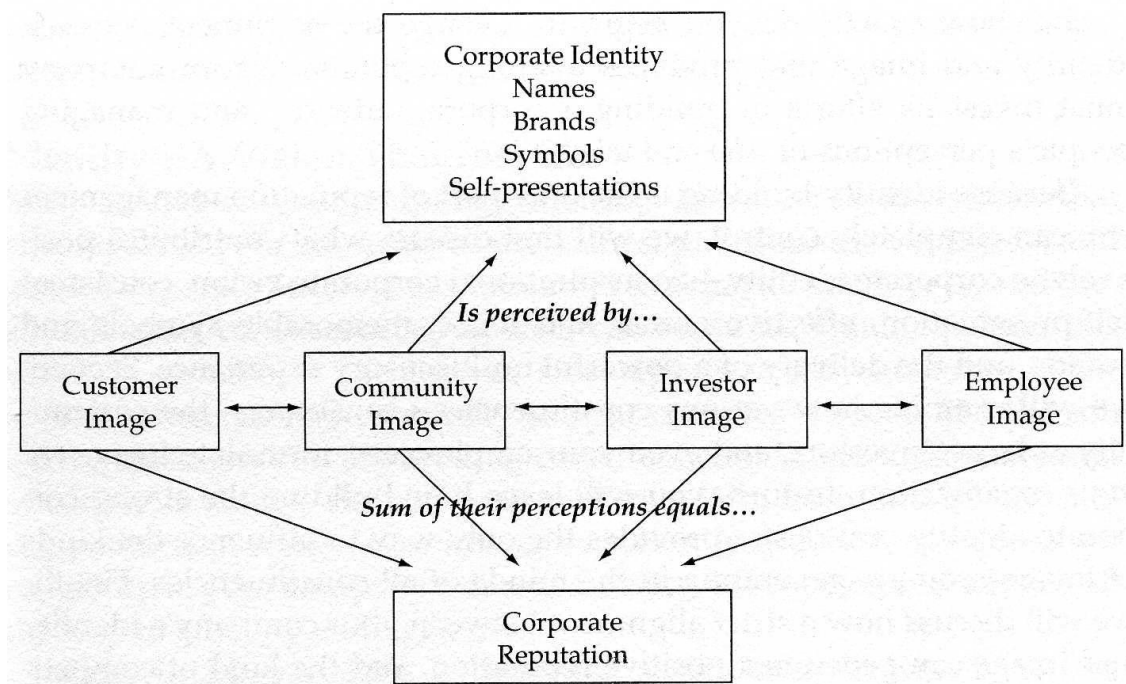 Corporate Identity
Names
Brands
Symbols
Self-presentations
Is perceived by...
Customer
Image
Community
Image
Investor
Image
Employee
Image
Sum of their perceptions equals...
Corporate
Reputation